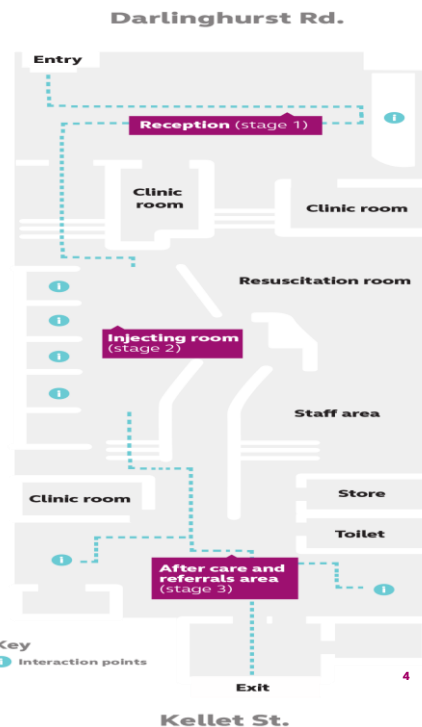 Darlinghurst Rd.
Entry
Reception (stage 1)
Clinic
room
Clinic room
Resuscitation room
Injecting room
(stage 2)
Staff area
Clinic room
Store
Toilet
After care and
referrals area
(stage 3)
Key
Interaction points
4
Exit
Kellet St.